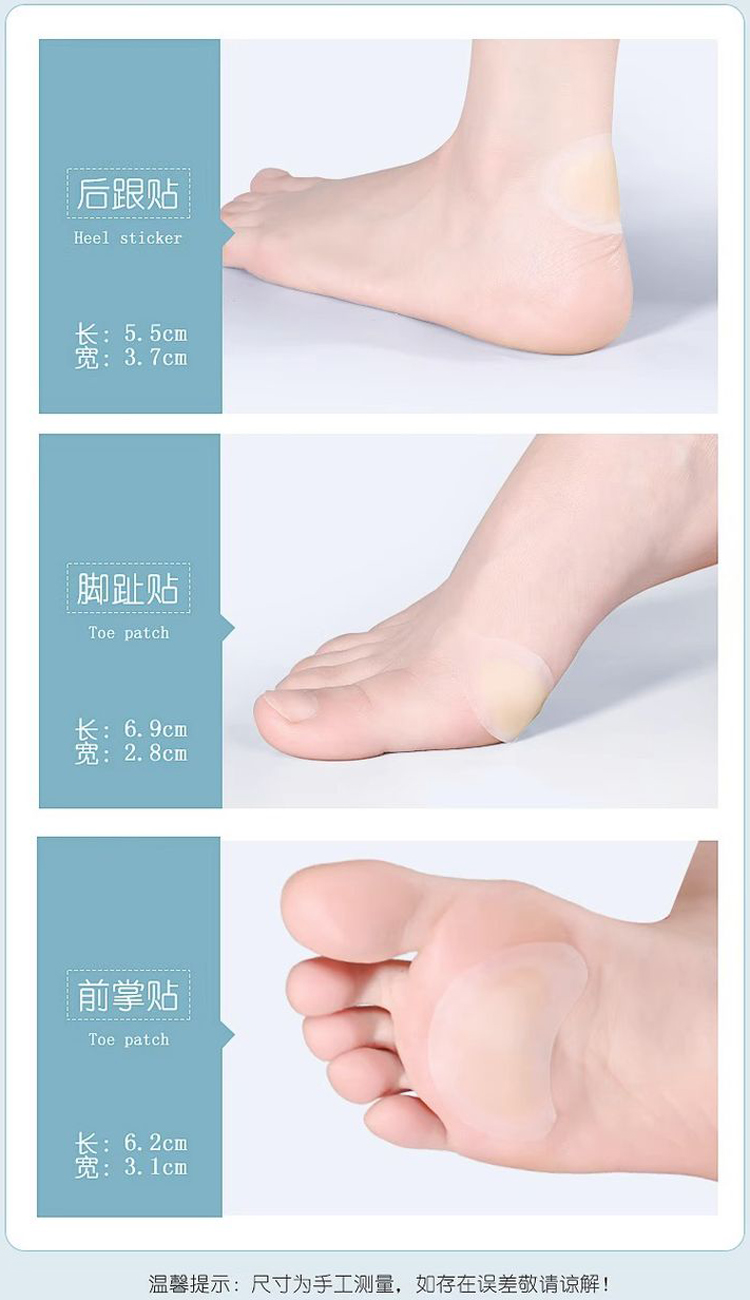 后跟贴
Heel sticker
长: 5.5cm
宽: 3.7cm
脚趾贴
Toe patch
长: 6.9cm
宽: 2.8cm
前掌贴
Toe patch
长: 6.2cm
宽: 3.1cm
温馨提示: 尺寸为手工测量, 如存在误差敬请谅解!